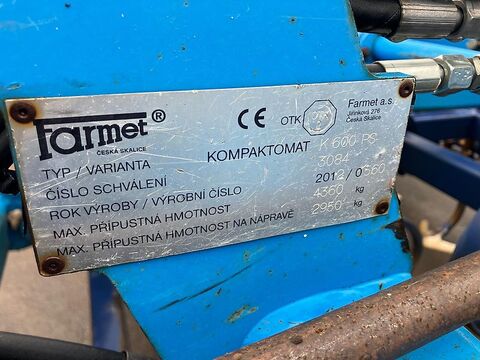 Farmet®
ČESKÁ SKALICE
CE
OTK
Farmet a.s.
Jiřinková 276
Česká Skalice
TYP / VARIANTA KOMPAKTOMAT K 600 PS
ČÍSLO SCHVÁLENÍ 3084
ROK VÝROBY / VÝROBNÍ ČÍSLO 2012/0560
MAX. PŘÍPUSTNÁ HMOTNOST 4360 kg
MAX. PŘÍPUSTNÁ HMOTNOST NA NÁPRAVĚ 2950 kg